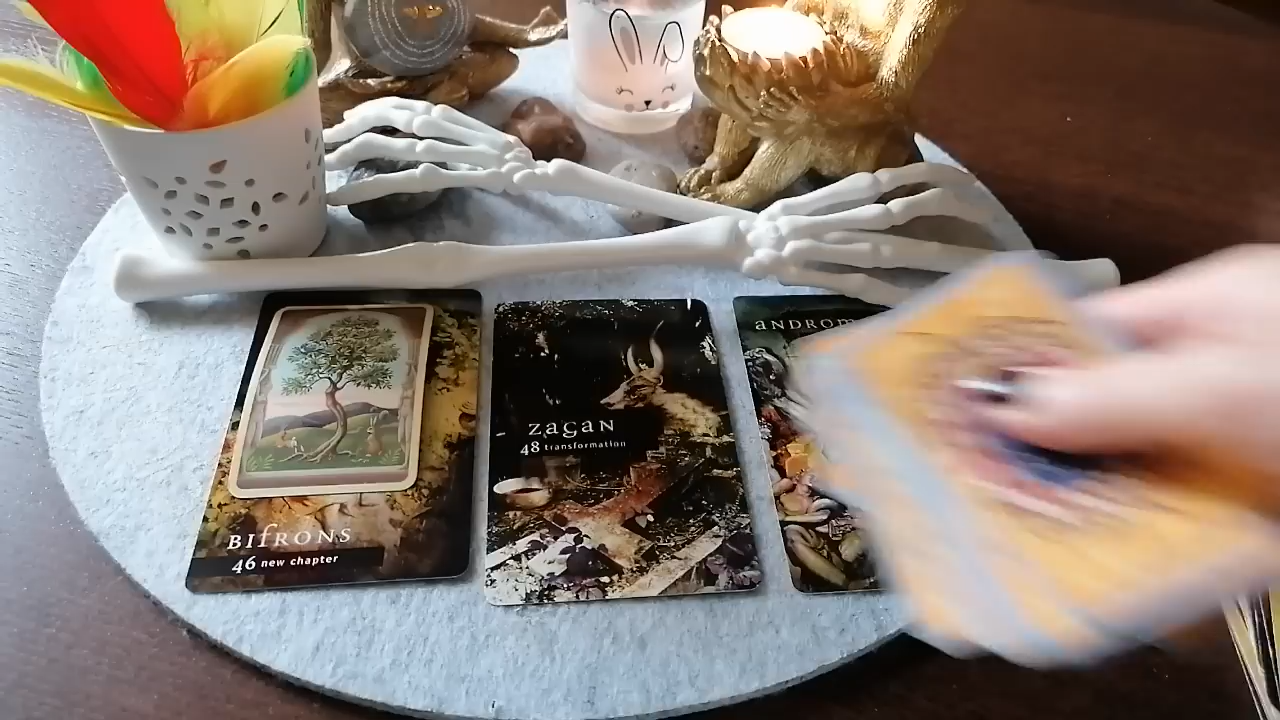 BIFRONS
46 new chapter
zagan
48 transformation
ANDROM